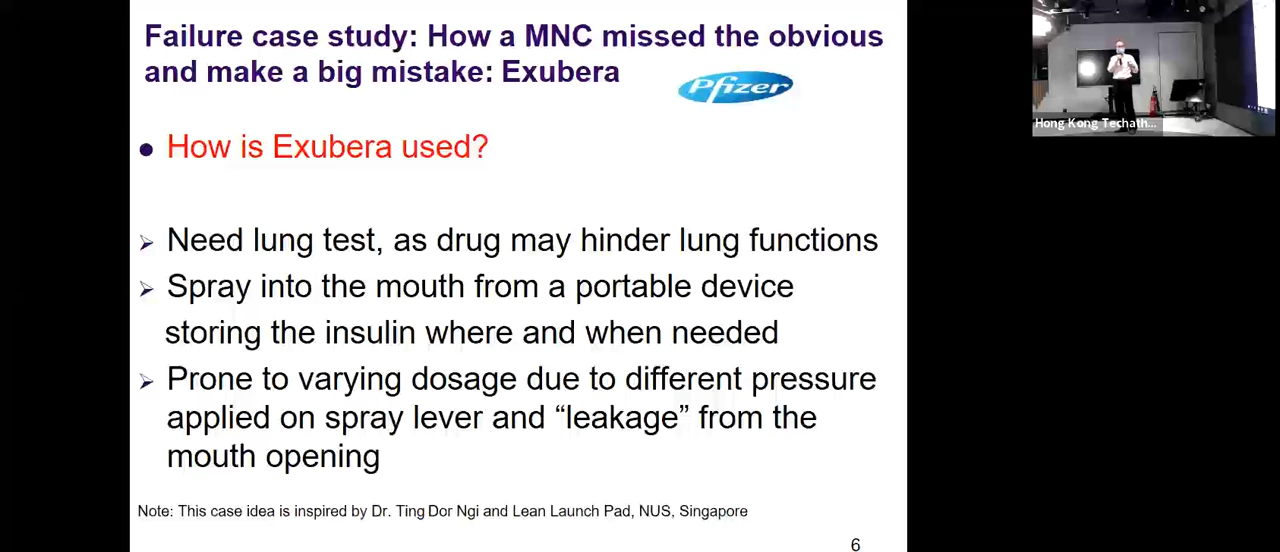 Failure case study: How a MNC missed the obvious
and make a big mistake: Exubera
Pfizer
Hong Kong Techath...
How is Exubera used?
Need lung test, as drug may hinder lung functions
Spray into the mouth from a portable device
storing the insulin where and when needed
Prone to varying dosage due to different pressure
applied on spray lever and “leakage” from the
mouth opening
Note: This case idea is inspired by Dr. Ting Dor Ngi and Lean Launch Pad, NUS, Singapore
6